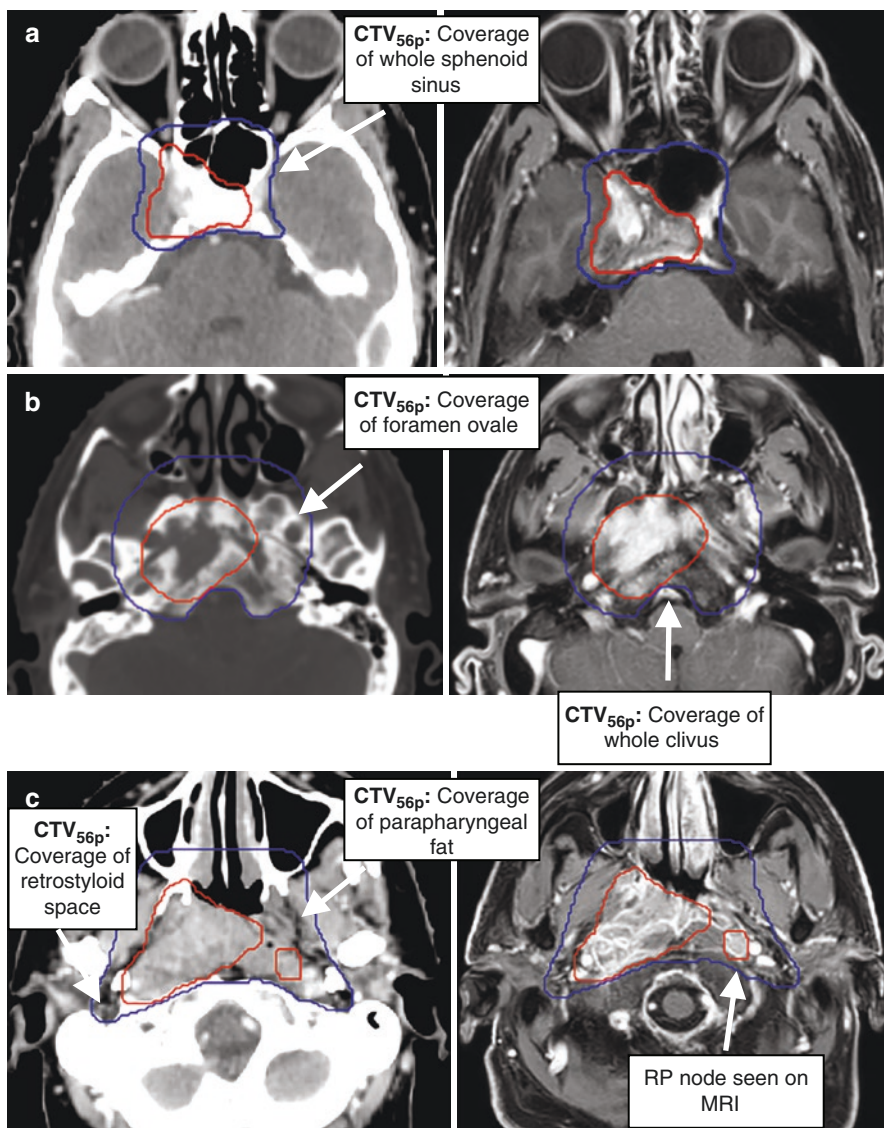 a
CTV56p: Coverage
of whole sphenoid
sinus
b
CTV56p: Coverage
of foramen ovale
CTV56p: Coverage of
whole clivus
c
CTV56p:
Coverage of
retrostyloid
space
CTV56p: Coverage
of parapharyngeal
fat
RP node seen on
MRI